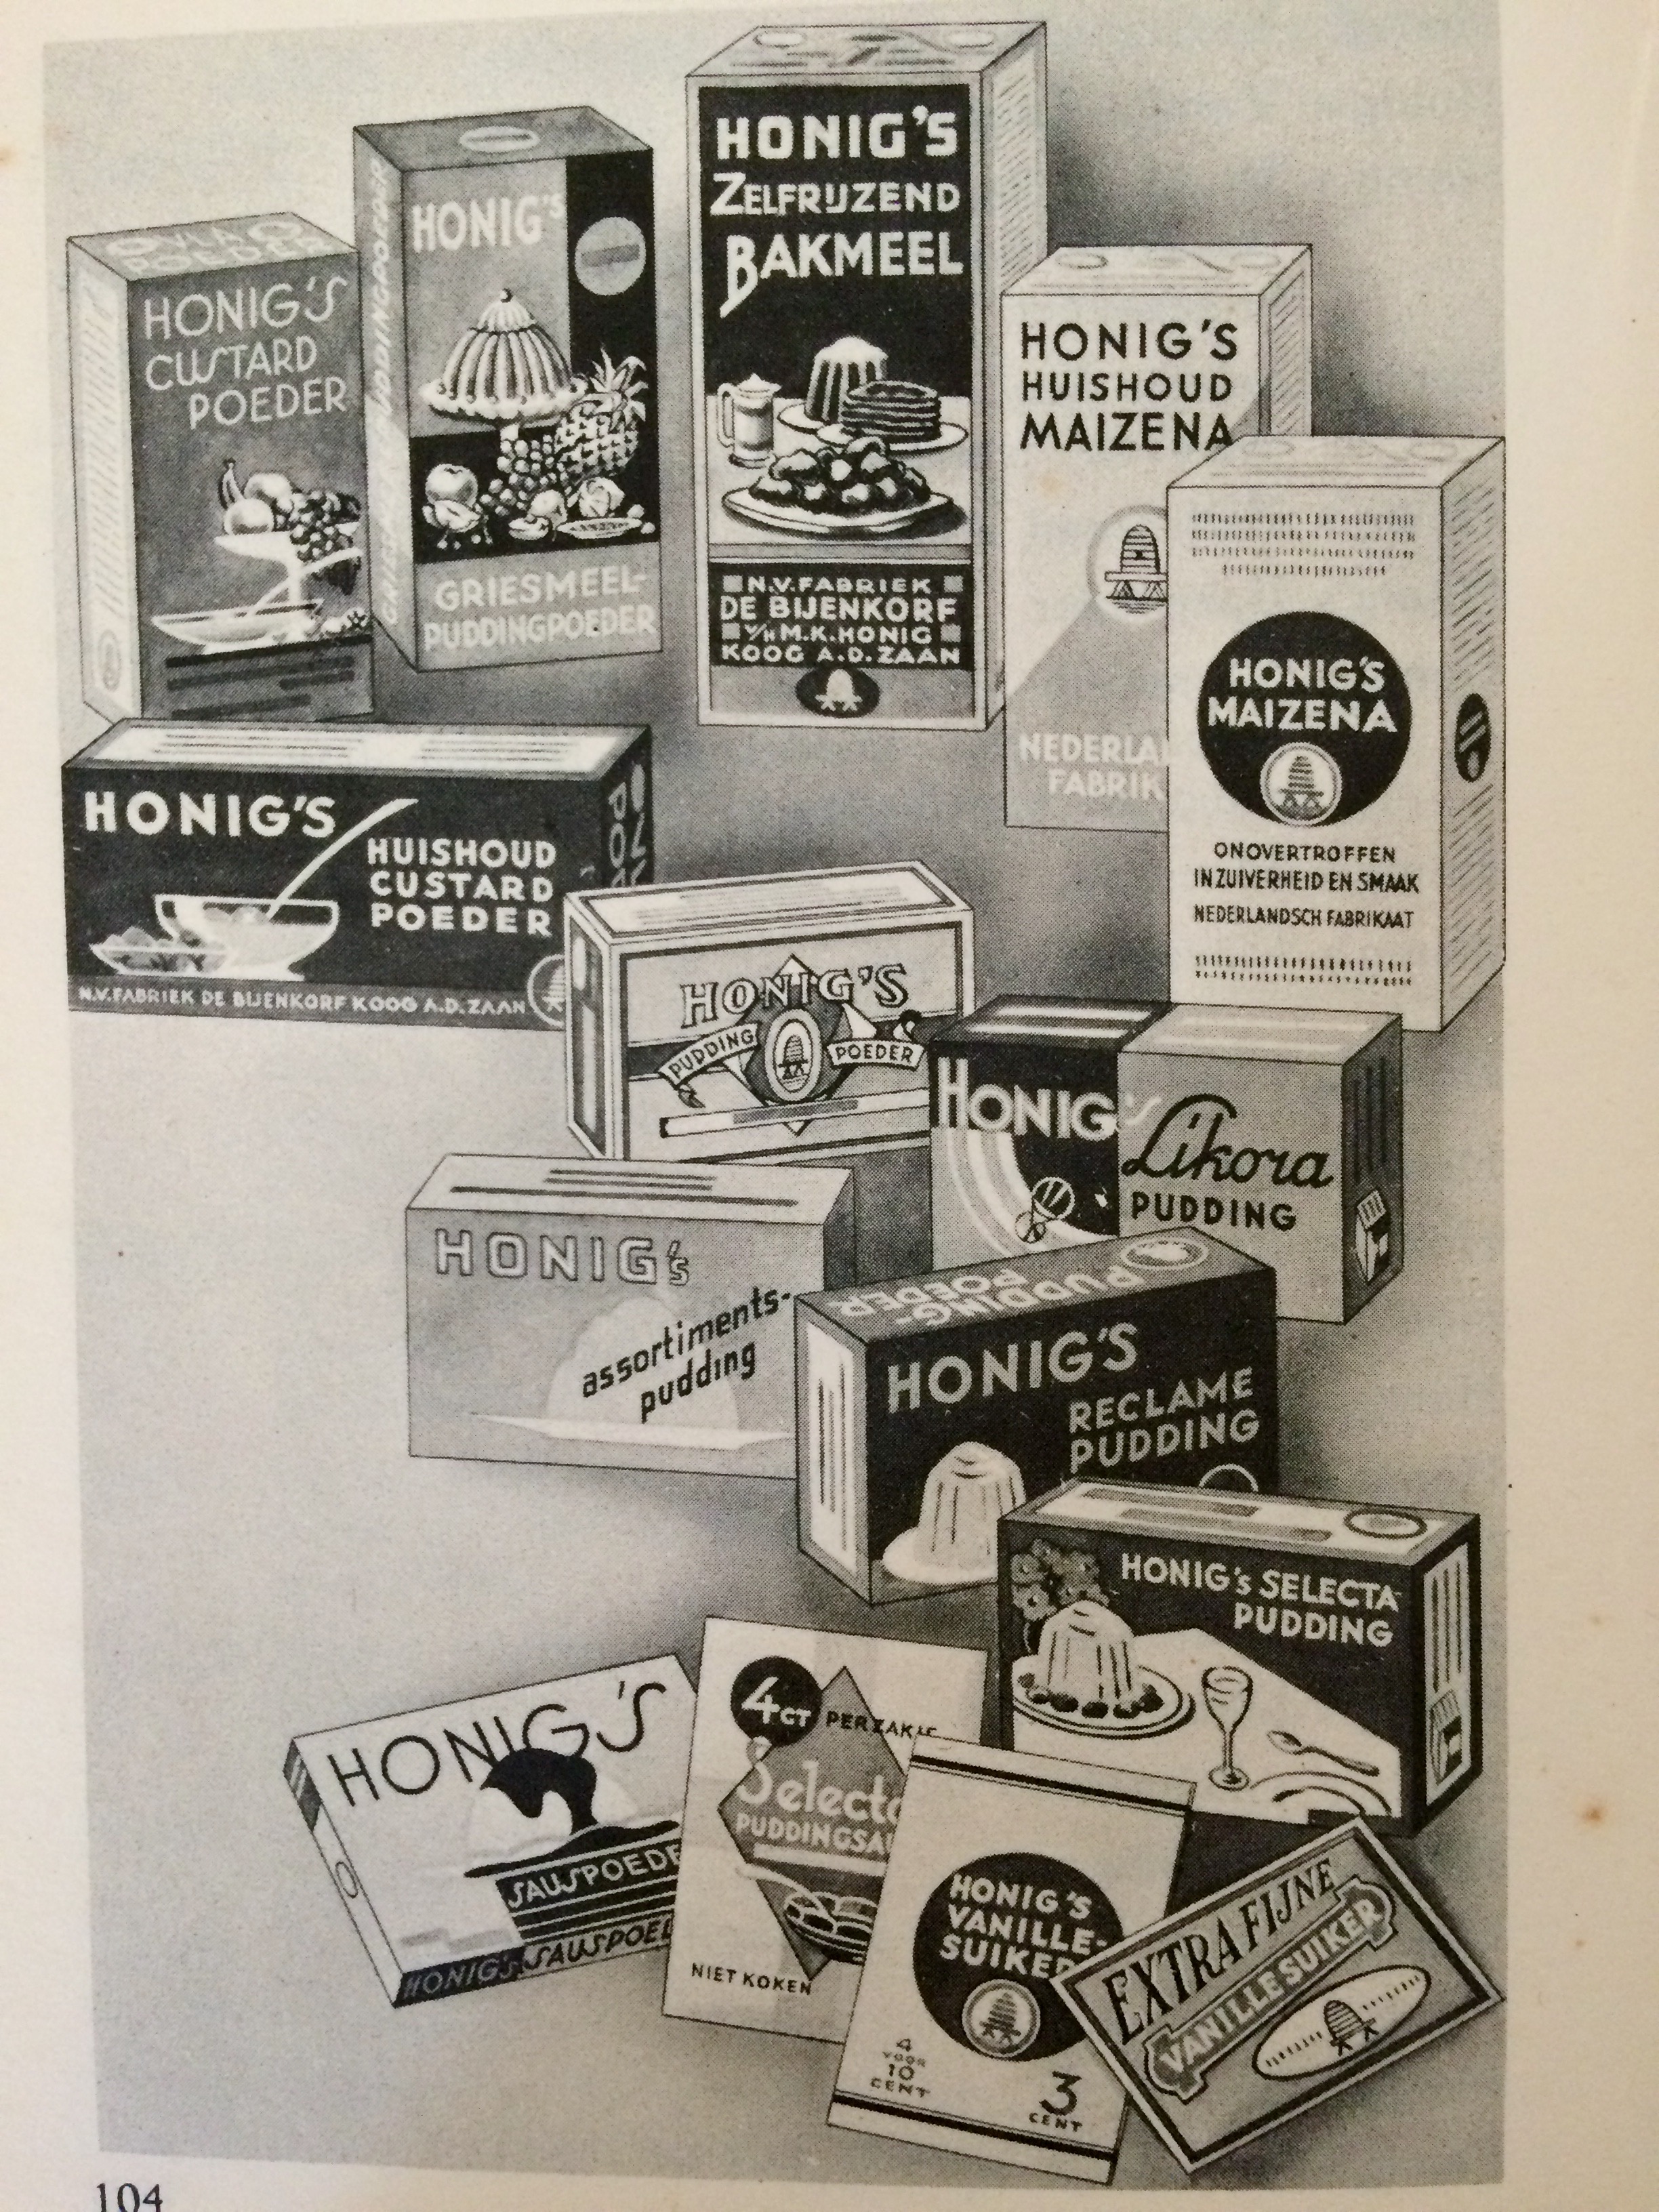 VLA
POEDER
HONIG'S
CUSTARD
POEDER
PUDDINGPOEDER
HONIG'S
GRIESMEEL-
PUDDINGPOEDER
HONIG'S
ZELFRIJZEND
BAKMEEL
N.V. FABRIEK
DE BIJENKORF
V/H M.K. HONIG
KOOG A.D. ZAAN
HONIG'S
HUISHOUD
MAIZENA
NEDERLA
FABRIK
HONIG'S
MAIZENA
ONOVERTROFFEN
IN ZUIVERHEID EN SMAAK
NEDERLANDSCH FABRIKAAT
HONIG'S
HUISHOUD
CUSTARD
POEDER
N.V. FABRIEK DE BIJENKORF KOOG A.D. ZAAN
HONIG'S
PUDDING POEDER
HONIG'S
Likora
PUDDING
HONIG's
assortiments-
pudding
PUDDING-
POEDER
HONIG'S
RECLAME
PUDDING
HONIG's SELECTA
PUDDING
HONIG'S
SAUSPOEDE
HONIG'S SAUSPOED
4 CT PER ZAKJE
Selecta
PUDDINGSA
NIET KOKEN
HONIG'S
VANILLE-
SUIKER
4
VOOR
10
CENT
3
CENT
EXTRA FIJNE
VANILLE SUIKER
104